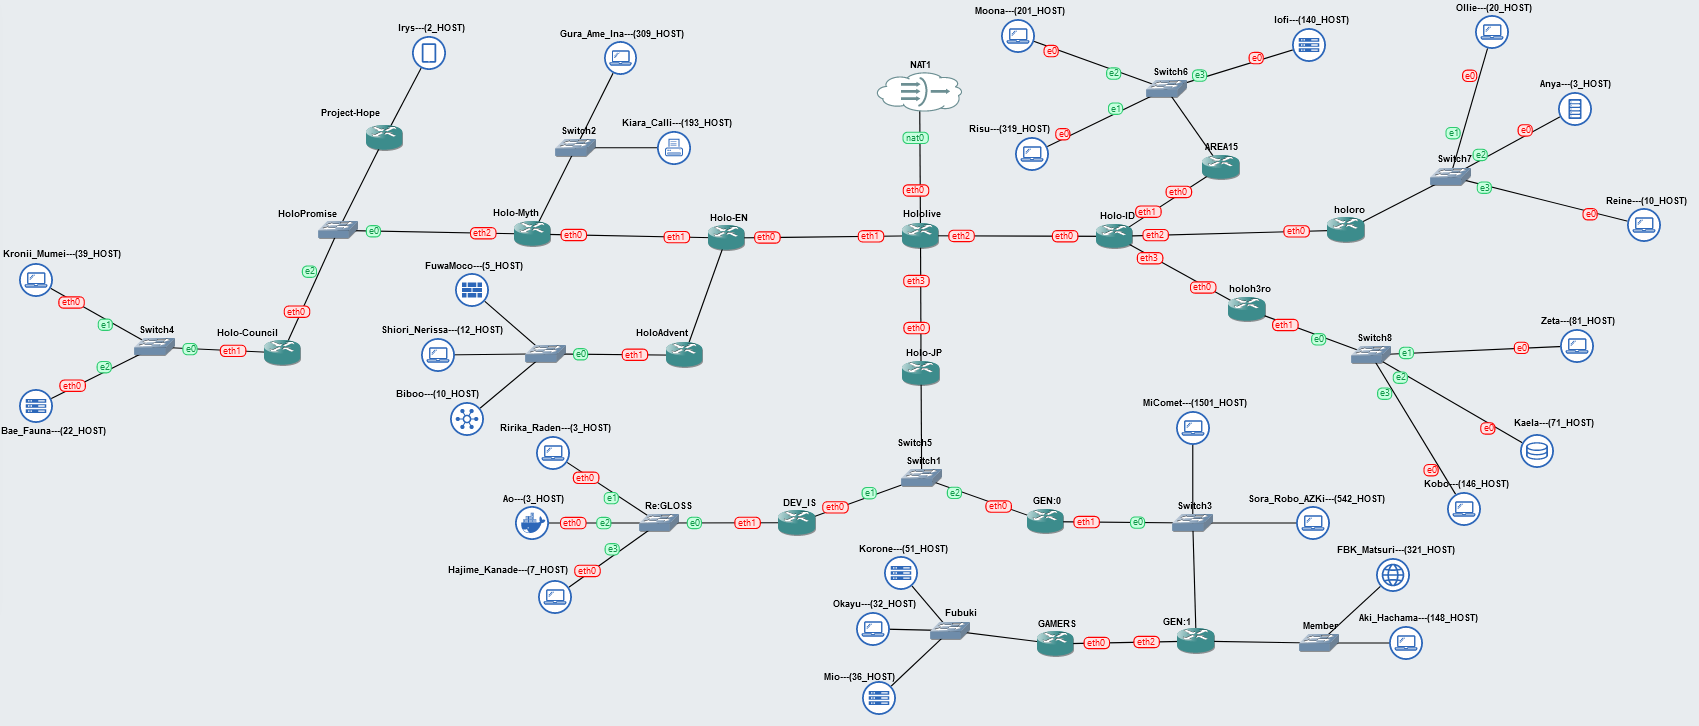 Moona---(201_HOST)
Iofi---(140_HOST)
Ollie---(20_HOST)
Irys---(2_HOST)
Gura_Ame_Ina---(309_HOST)
e0
e0
NAT1
e2
e3
Switch6
e0
Anya---(3_HOST)
Project-Hope
Kiara_Calli---(193_HOST)
e1
Risu---(319_HOST)
e0
Switch2
nat0
e1
e0
AREA15
e2
Switch7
e3
eth0
eth0
HoloPromise
Holo-Myth
Holo-EN
Hololive
Holo-ID
eth1
holoro
e0
Reine---(10_HOST)
e0
eth2
eth0
eth1
eth0
eth1
eth2
eth0
eth2
eth0
Kronii_Mumei---(39_HOST)
e2
FuwaMoco---(5_HOST)
eth3
eth3
eth0
holoh3ro
eth0
eth0
e1
Switch4
Holo-Council
Shiori_Nerissa---(12_HOST)
HoloAdvent
eth0
eth1
e0
Zeta---(81_HOST)
Switch8
e0
eth1
e0
eth1
Holo-JP
e1
e0
e2
eth0
Biboo---(10_HOST)
e2
e3
MiComet---(1501_HOST)
Kaela---(71_HOST)
e0
Bae_Fauna---(22_HOST)
Ririka_Raden---(3_HOST)
Switch5
Switch1
eth0
e0
Kobo---(146_HOST)
Ao---(3_HOST)
e1
Re:GLOSS
DEV_IS
e1
e2
GEN:0
Sora_Robo_AZKi---(542_HOST)
Switch3
eth0
e2
e0
eth1
eth0
eth0
eth1
e0
e3
Korone---(51_HOST)
FBK_Matsuri---(321_HOST)
Hajime_Kanade---(7_HOST)
eth0
Okayu---(32_HOST)
Fubuki
GAMERS
GEN:1
Member
Aki_Hachama---(148_HOST)
eth0
eth2
Mio---(36_HOST)